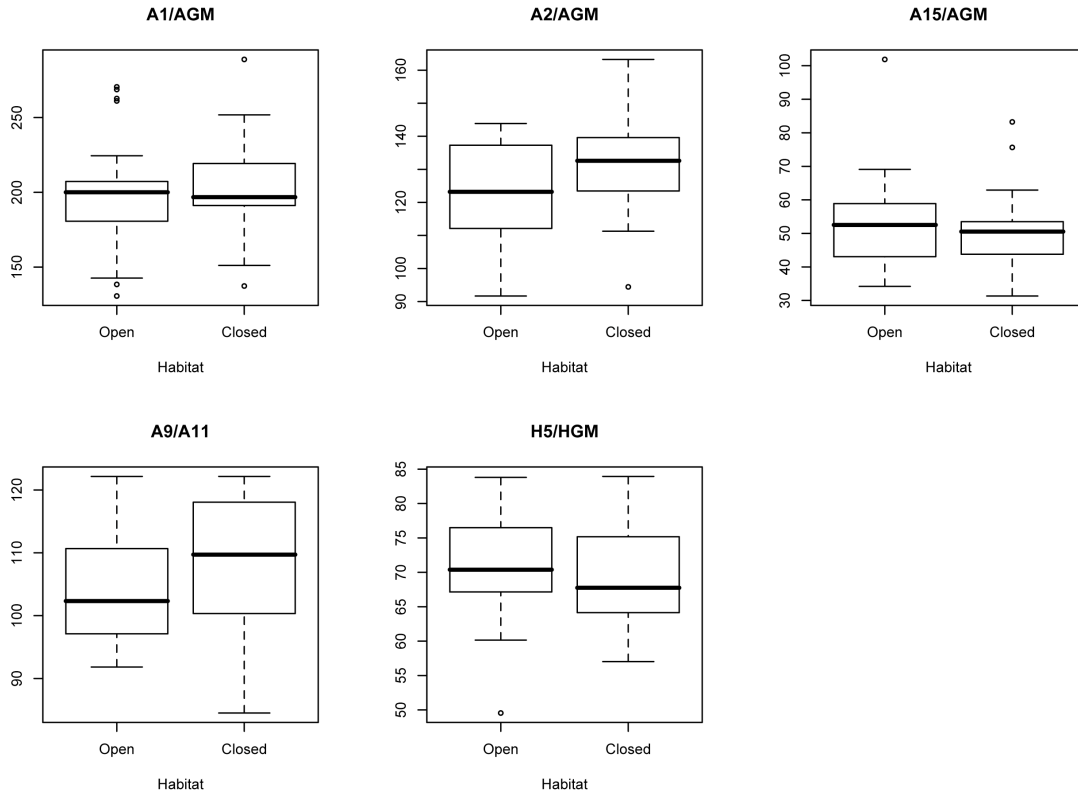 A1/AGM
250
200
150
Open Closed
Habitat
A2/AGM
160
140
120
100
90
Open Closed
Habitat
A15/AGM
100
90
80
70
60
50
40
30
Open Closed
Habitat
A9/A11
120
110
100
90
Open Closed
Habitat
H5/HGM
85
80
75
70
65
60
55
50
Open Closed
Habitat